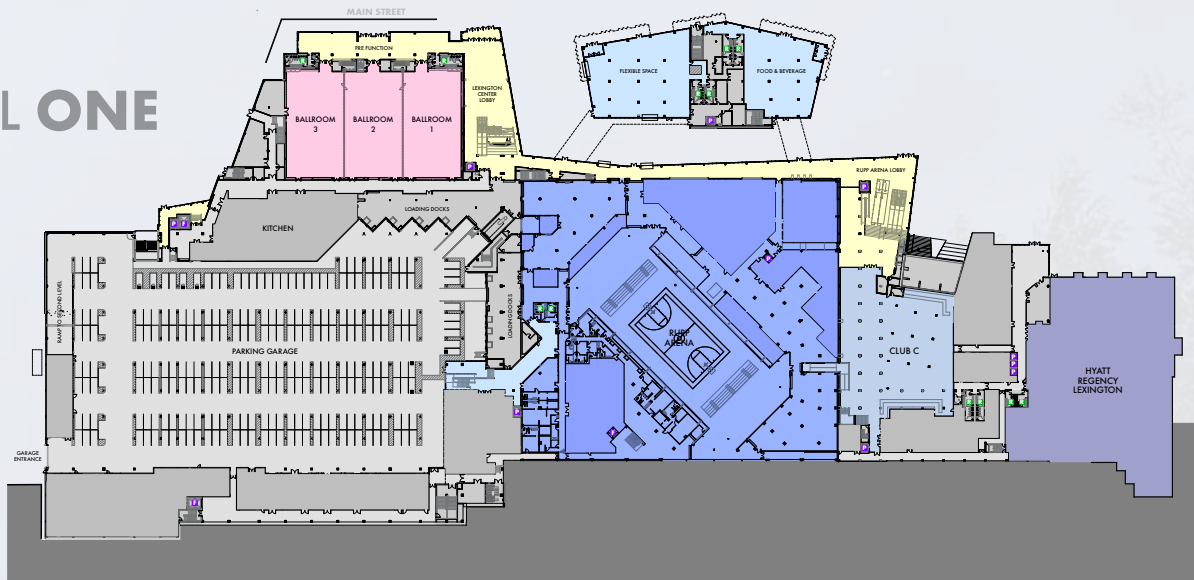 MAIN STREET
L ONE
PRE FUNCTION
LEXINGTON
CENTER
LOBBY
BALLROOM
3
BALLROOM
2
BALLROOM
1
FLEXIBLE SPACE
FOOD & BEVERAGE
RUPP ARENA LOBBY
LOADING DOCKS
KITCHEN
LOADING DOCKS
RAMP TO SECOND LEVEL
PARKING GARAGE
RUPP
ARENA
CLUB C
HYATT
REGENCY
LEXINGTON
GARAGE
ENTRANCE